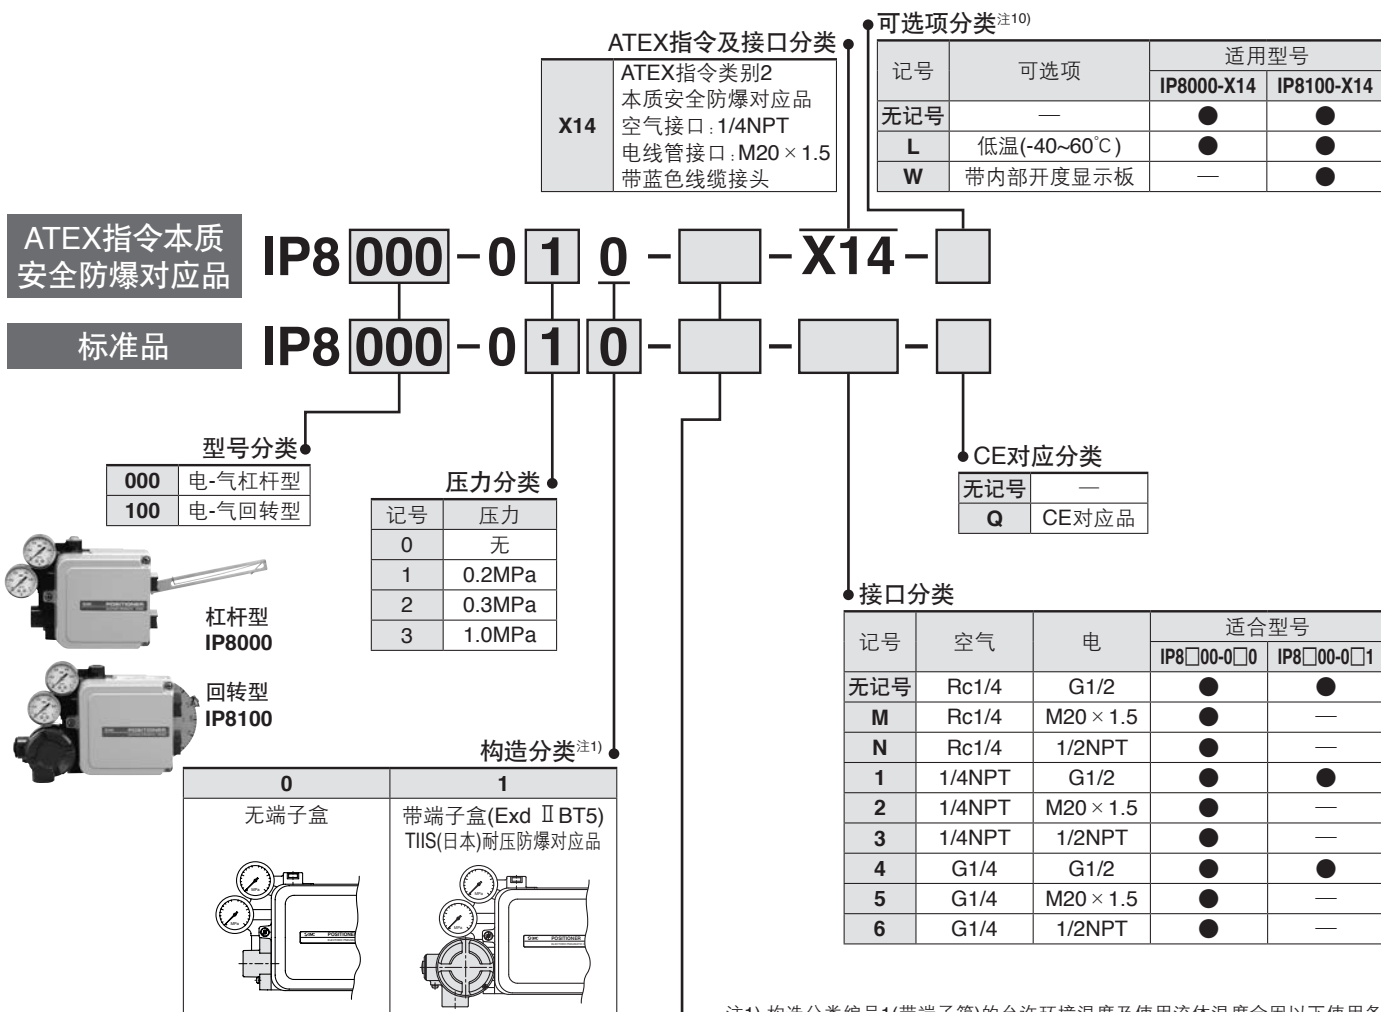 ATEX指令及接口分类
X14
ATEX指令类别2
本质安全防爆对应品
空气接口:1/4NPT
电线管接口:M20×1.5
带蓝色线缆接头
可选项分类注10)
记号 可选项 适用型号
IP8000-X14 IP8100-X14
无记号 — ● ●
L 低温(-40~60℃) ● ●
W 带内部开度显示板 — ●
ATEX指令本质
安全防爆对应品
IP8 000 - 0 1 0 - □ - X14 - □
标准品
IP8 000 - 0 1 0 - □ - □ - □
型号分类
000 电-气杠杆型
100 电-气回转型
杠杆型
IP8000
回转型
IP8100
压力分类
记号 压力
0 无
1 0.2MPa
2 0.3MPa
3 1.0MPa
CE对应分类
无记号 —
Q CE对应品
构造分类注1)
0 1
无端子盒
带端子盒(Exd ⅡBT5)
TIIS(日本)耐压防爆对应品
接口分类
记号 空气 电 适合型号
IP8□00-0□0 IP8□00-0□1
无记号 Rc1/4 G1/2 ● ●
M Rc1/4 M20×1.5 ● —
N Rc1/4 1/2NPT ● —
1 1/4NPT G1/2 ● ●
2 1/4NPT M20×1.5 ● —
3 1/4NPT 1/2NPT ● —
4 G1/4 G1/2 ● ●
5 G1/4 M20×1.5 ● —
6 G1/4 1/2NPT ● —